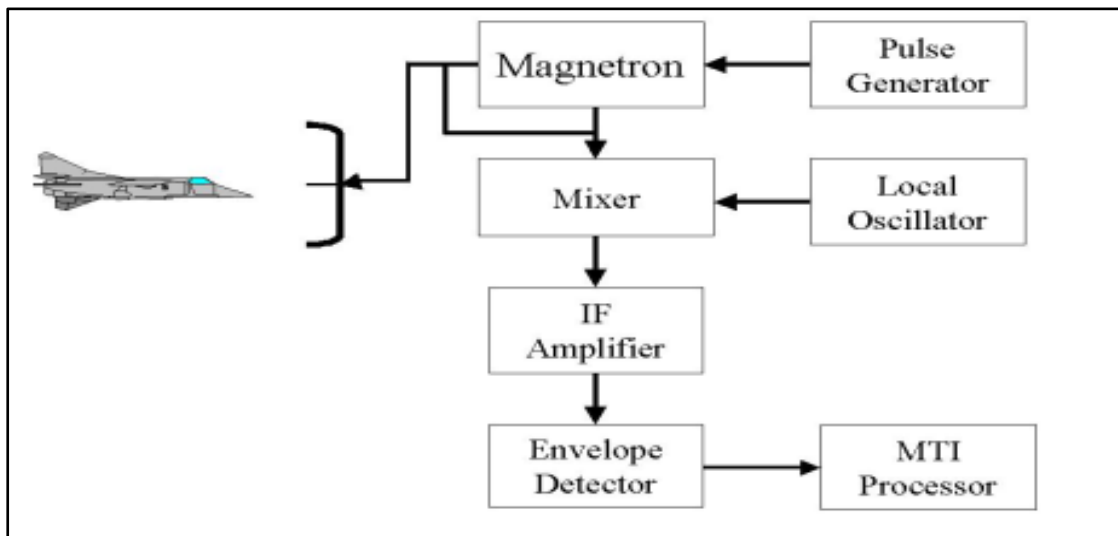 Magnetron
Pulse
Generator
Mixer
Local
Oscillator
IF
Amplifier
Envelope
Detector
MTI
Processor